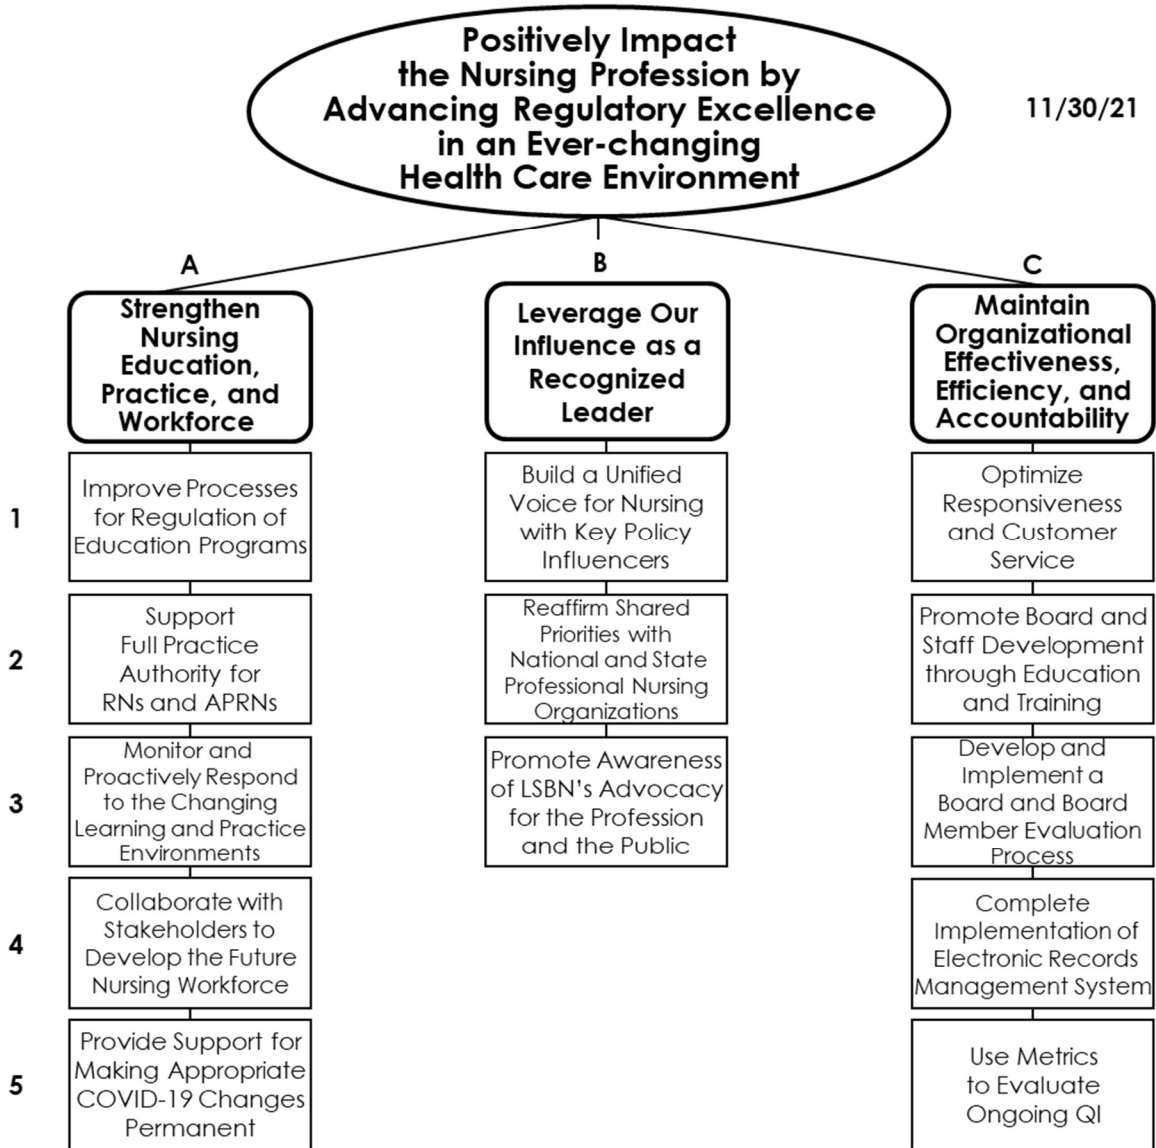 Positively Impact
the Nursing Profession by
Advancing Regulatory Excellence
in an Ever-changing
Health Care Environment
11/30/21
A
Strengthen
Nursing
Education,
Practice, and
Workforce
B
Leverage Our
Influence as a
Recognized
Leader
C
Maintain
Organizational
Effectiveness,
Efficiency, and
Accountability
1
Improve Processes
for Regulation of
Education Programs
Build a Unified
Voice for Nursing
with Key Policy
Influencers
Optimize
Responsiveness
and Customer
Service
2
Support
Full Practice
Authority for
RNs and APRNs
Reaffirm Shared
Priorities with
National and State
Professional Nursing
Organizations
Promote Board and
Staff Development
through Education
and Training
3
Monitor and
Proactively Respond
to the Changing
Learning and Practice
Environments
Promote Awareness
of LSBN's Advocacy
for the Profession
and the Public
Develop and
Implement a
Board and Board
Member Evaluation
Process
4
Collaborate with
Stakeholders to
Develop the Future
Nursing Workforce
Complete
Implementation of
Electronic Records
Management System
5
Provide Support for
Making Appropriate
COVID-19 Changes
Permanent
Use Metrics
to Evaluate
Ongoing QI